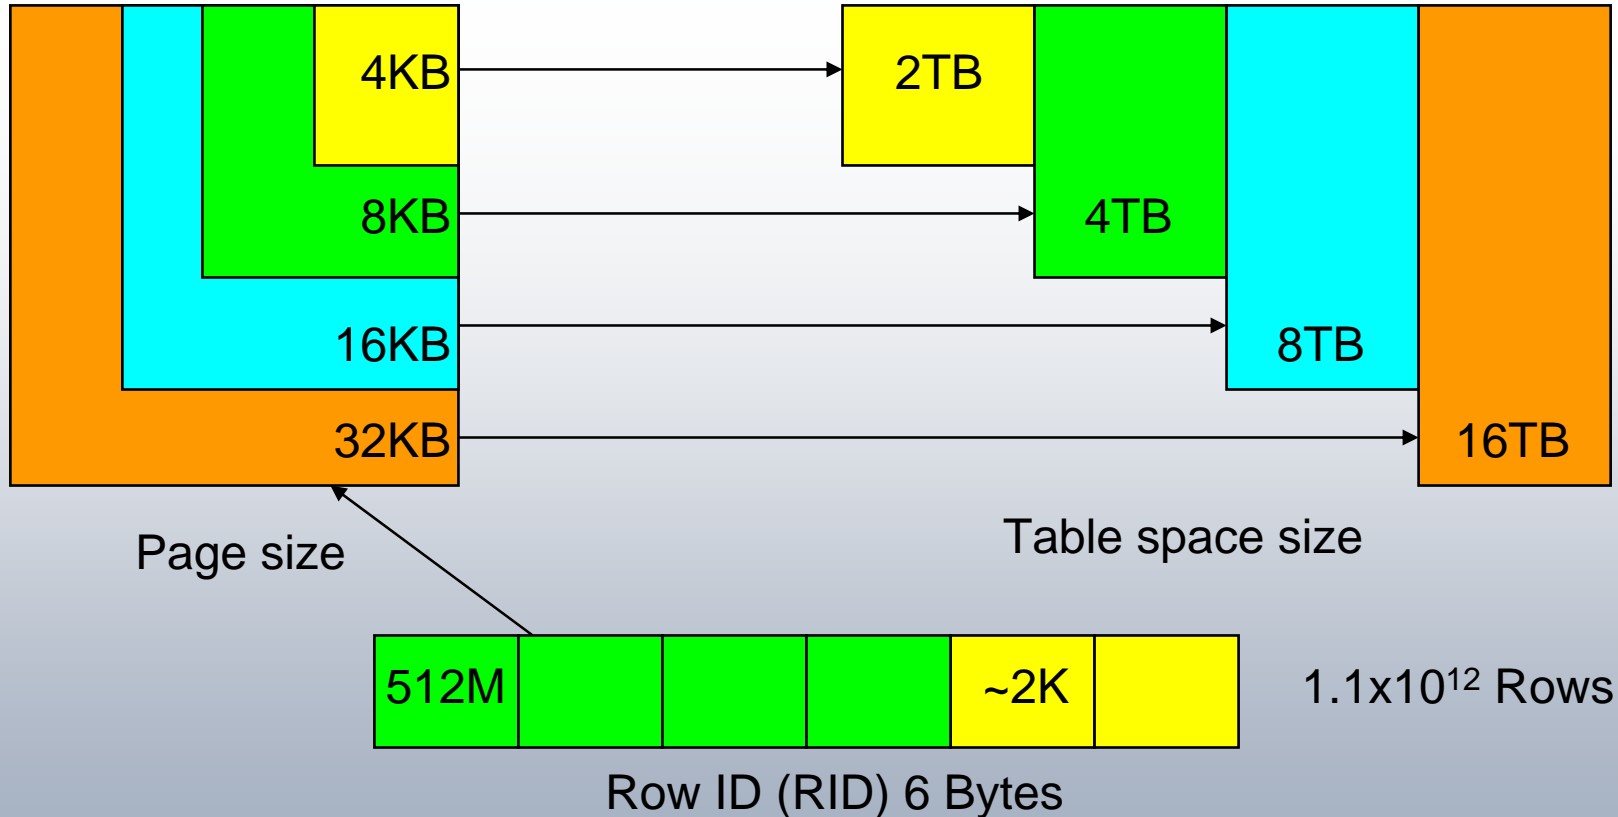 4KB
2TB
8KB
4TB
16KB
8TB
32KB
16TB
Page size
Table space size
512M
~2K
1.1x10¹² Rows
Row ID (RID) 6 Bytes